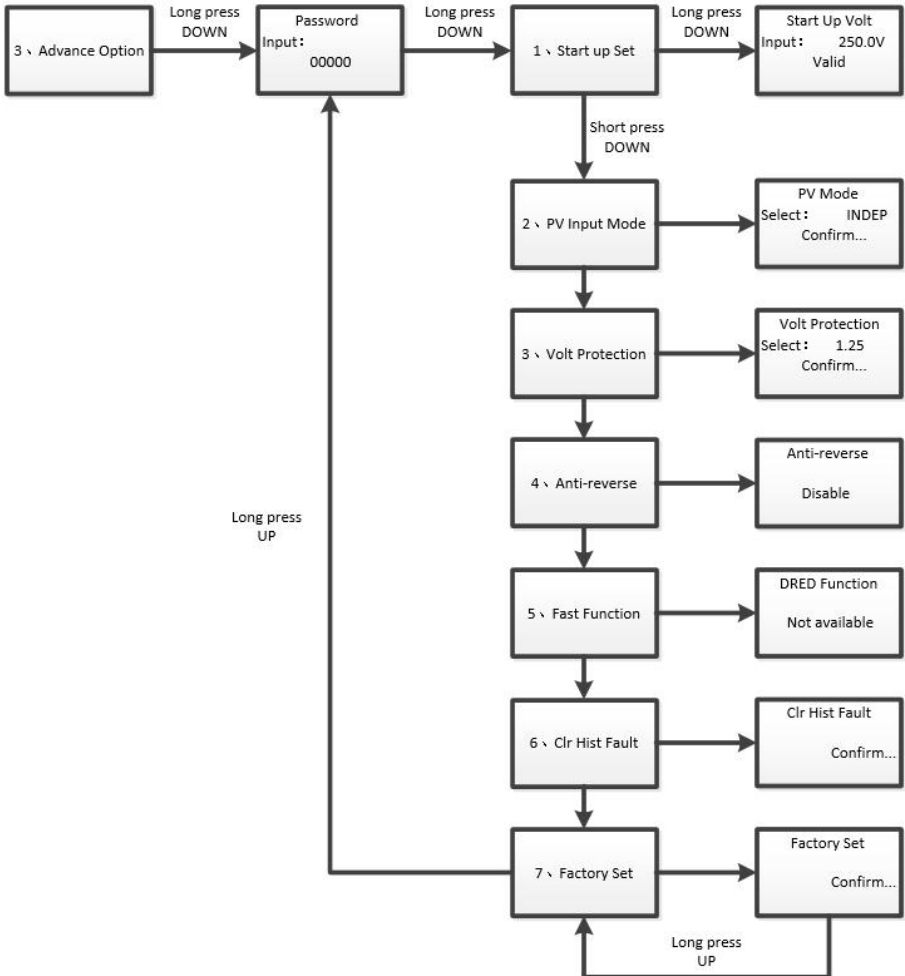 3、Advance Option
Long press
DOWN
Password
Input：
00000
Long press
DOWN
1、Start up Set
Long press
DOWN
Start Up Volt
Input： 250.0V
Valid
Short press
DOWN
2、PV Input Mode
PV Mode
Select： INDEP
Confirm...
3、Volt Protection
Volt Protection
Select： 1.25
Confirm...
4、Anti-reverse
Anti-reverse
Disable
Long press
UP
5、Fast Function
DRED Function
Not available
6、Clr Hist Fault
Clr Hist Fault
Confirm...
7、Factory Set
Factory Set
Confirm...
Long press
UP